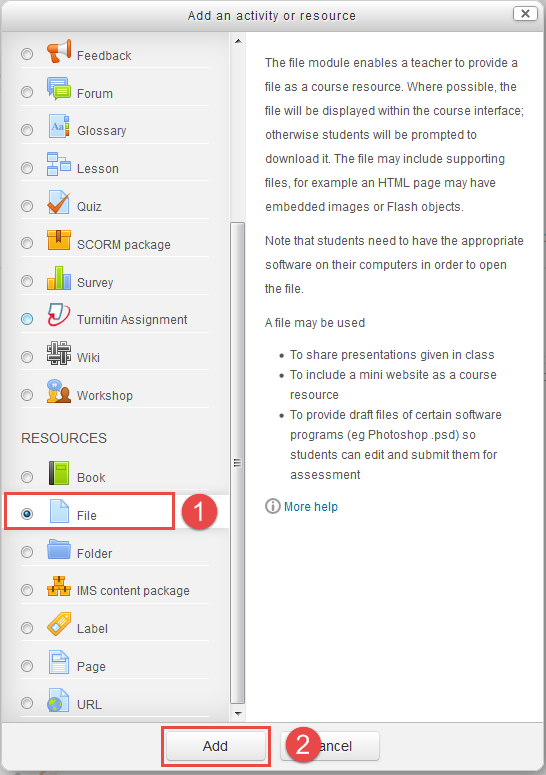 Add an activity or resource
Feedback
Forum
Glossary
Lesson
Quiz
SCORM package
Survey
Turnitin Assignment
Wiki
Workshop
RESOURCES
Book
File
1
Folder
IMS content package
Label
Page
URL
The file module enables a teacher to provide a
file as a course resource. Where possible, the
file will be displayed within the course interface;
otherwise students will be prompted to
download it. The file may include supporting
files, for example an HTML page may have
embedded images or Flash objects.
Note that students need to have the appropriate
software on their computers in order to open
the file.
A file may be used
• To share presentations given in class
• To include a mini website as a course
resource
• To provide draft files of certain software
programs (eg Photoshop .psd) so
students can edit and submit them for
assessment
More help
Add
2
ncel